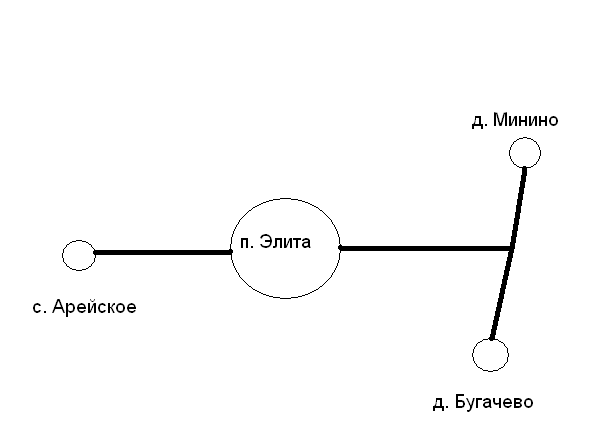 д. Минино
п. Элита
с. Арейское
д. Бугачево